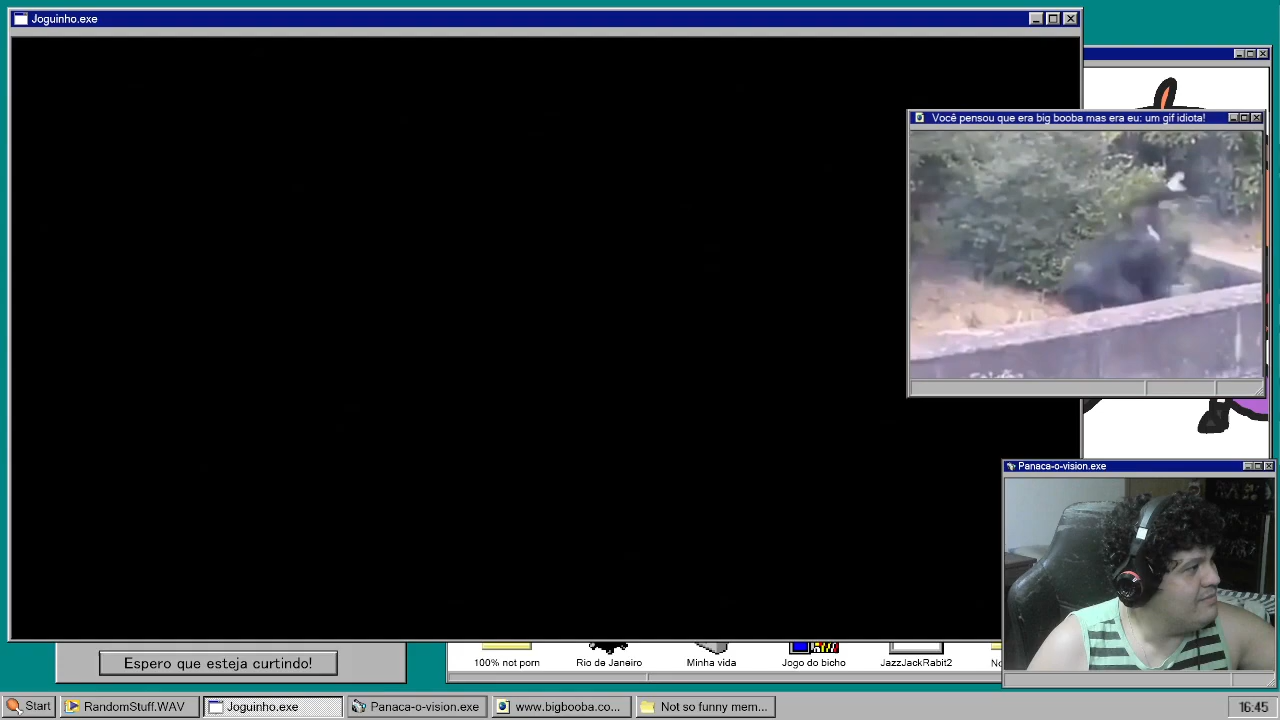 Joguinho.exe
Você pensou que era big booba mas era eu: um gif idiota!
Panaca-o-vision.exe
Espero que esteja curtindo!
100% not porn
Rio de Janeiro
Minha vida
Jogo do bicho
JazzJackRabbit2
Start
RandomStuff.WAV
Joguinho.exe
Panaca-o-vision.exe
www.bigbooba.co...
Not so funny mem...
16:45